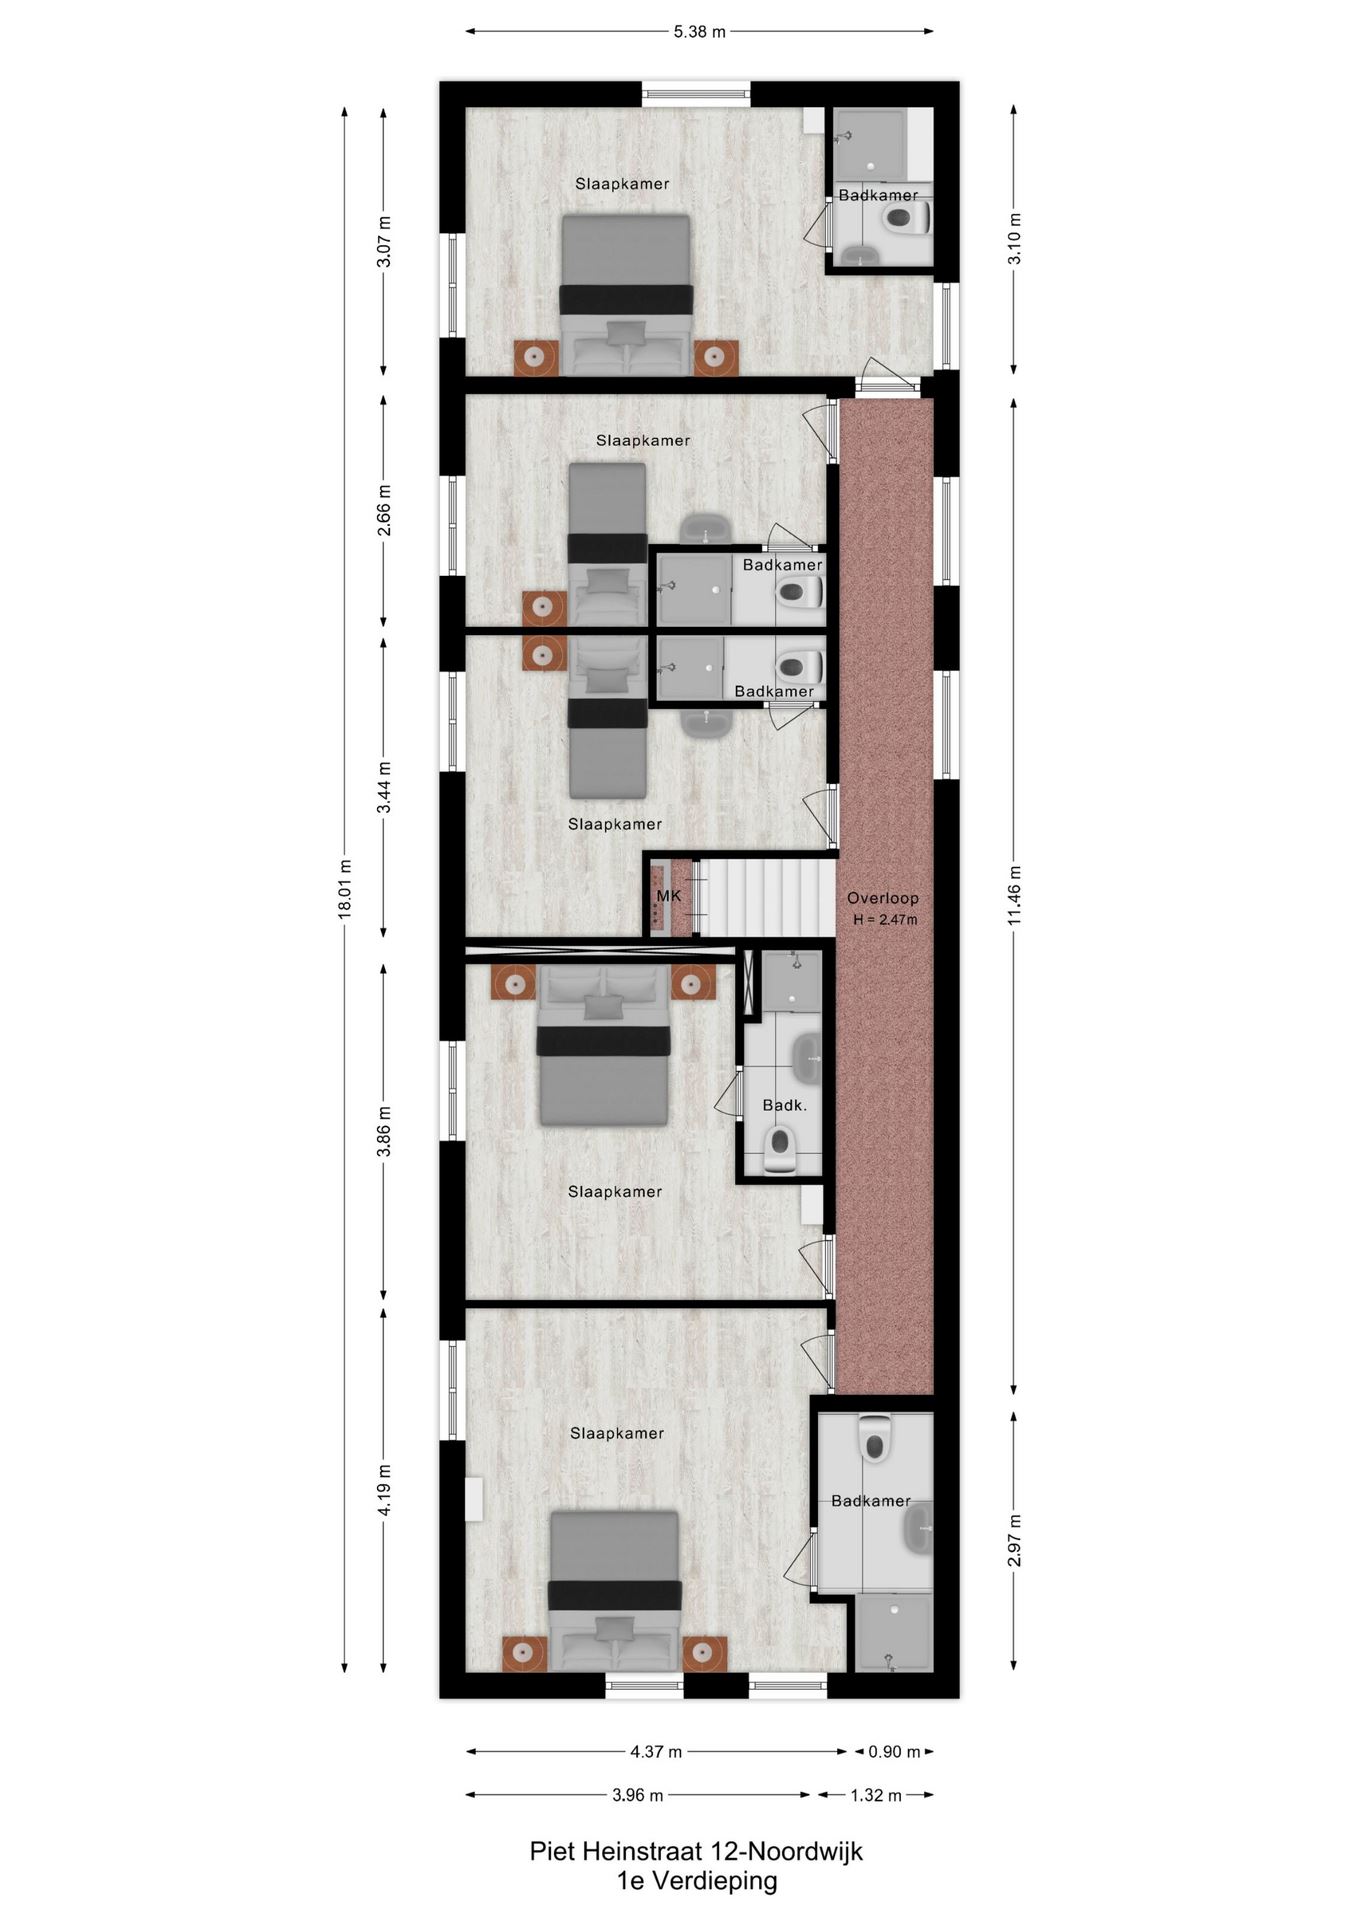 5.38 m
Slaapkamer
Badkamer
3.07 m
3.10 m
Slaapkamer
2.66 m
Badkamer
Badkamer
3.44 m
Slaapkamer
18.01 m
MK
Overloop
H = 2.47m
11.46 m
3.86 m
Badk.
Slaapkamer
Slaapkamer
4.19 m
Badkamer
2.97 m
4.37 m
0.90 m
3.96 m
1.32 m
Piet Heinstraat 12-Noordwijk
1e Verdieping